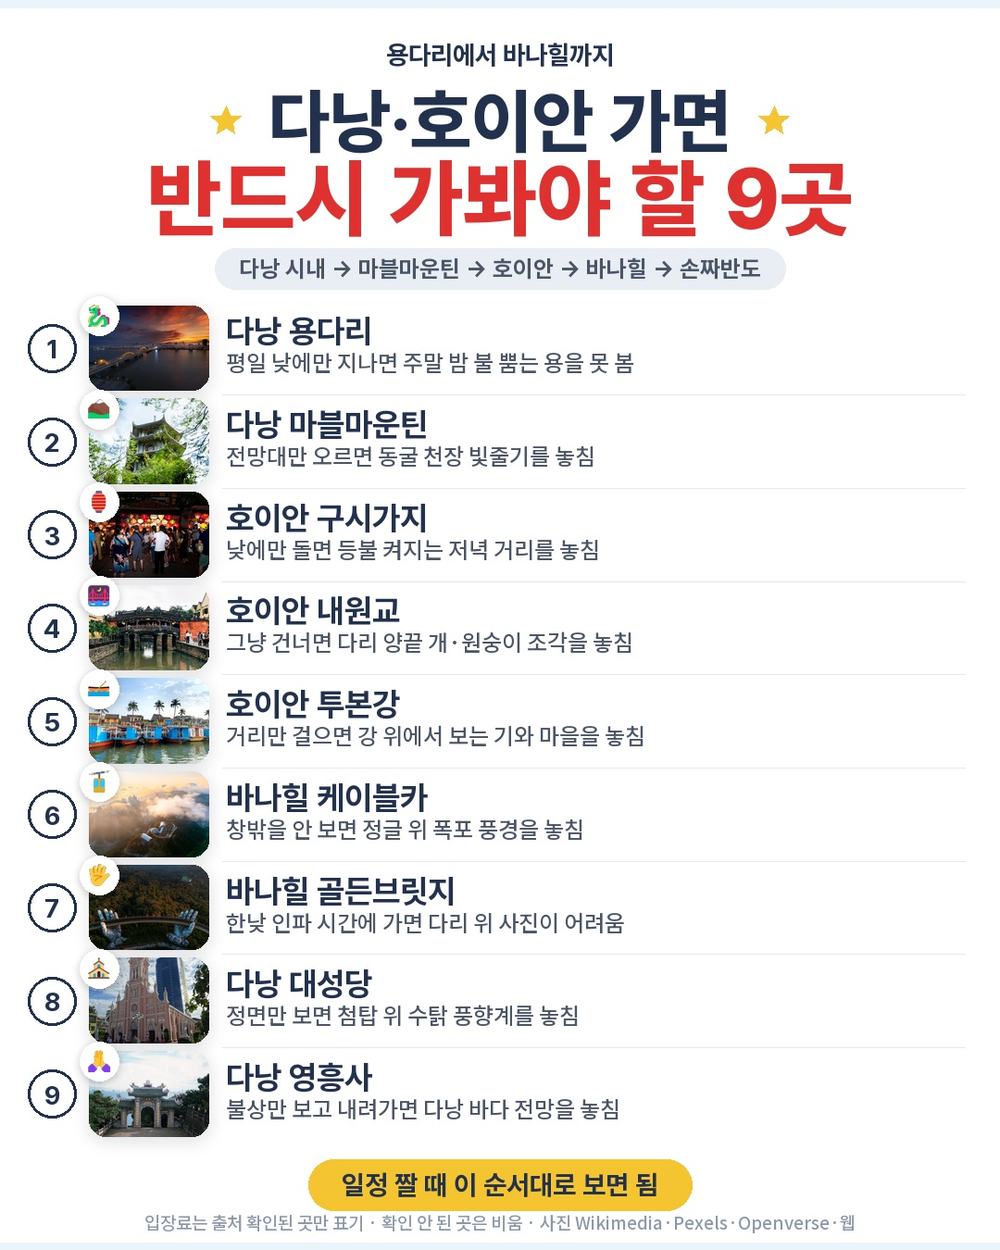 용다리에서 바나힐까지
다낭·호이안 가면
반드시 가봐야 할 9곳
다낭 시내 → 마블마운틴 → 호이안 → 바나힐 → 손짜반도
1
다낭 용다리
평일 낮에만 지나면 주말 밤 불 뿜는 용을 못 봄
2
다낭 마블마운틴
전망대만 오르면 동굴 천장 빛줄기를 놓침
3
호이안 구시가지
낮에만 돌면 등불 켜지는 저녁 거리를 놓침
4
호이안 내원교
그냥 건너면 다리 양끝 개·원숭이 조각을 놓침
5
호이안 투본강
거리만 걸으면 강 위에서 보는 기와 마을을 놓침
6
바나힐 케이블카
창밖을 안 보면 정글 위 폭포 풍경을 놓침
7
바나힐 골든브릿지
한낮 인파 시간에 가면 다리 위 사진이 어려움
8
다낭 대성당
정면만 보면 첨탑 위 수탉 풍향계를 놓침
9
다낭 영흥사
불상만 보고 내려가면 다낭 바다 전망을 놓침
일정 짤 때 이 순서대로 보면 됨
입장료는 출처 확인된 곳만 표기 · 확인 안 된 곳은 비움 · 사진 Wikimedia·Pexels·Openverse·웹